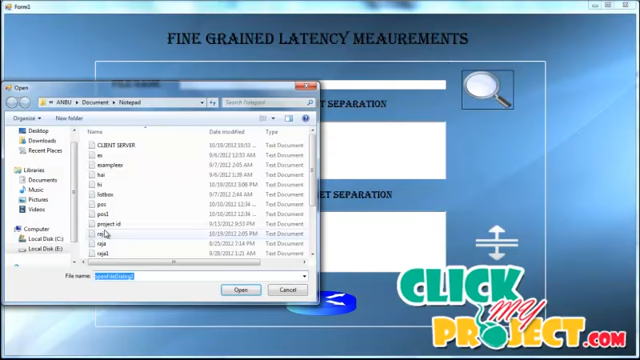 Form1
FINE GRAINED LATENCY MEAUREMENTS
FILE NAME
Open
ANBU ▸ Document ▸ Notepad
Search Notepad
Organize
New folder
Name
Date modified
Type
Desktop
Downloads
Recent Places
Libraries
Documents
Music
Pictures
Videos
Computer
Local Disk (C:)
Local Disk (E:)
CLIENT SERVER 10/19/2012 10:53 ... Text Document
ex 9/6/2012 12:53 AM Text Document
exampleex 9/7/2012 2:05 AM Text Document
hai 9/6/2012 1:28 AM Text Document
hi 10/19/2012 3:08 PM Text Document
listbox 9/7/2012 2:44 AM Text Document
pos 10/10/2012 12:34 ... Text Document
pos1 10/10/2012 12:34 ... Text Document
project id 9/13/2012 9:53 PM Text Document
10/19/2012 2:05 PM Text Document
raja 8/25/2012 7:14 PM Text Document
raja1 9/28/2012 1:21 AM Text Document
File name: openFileDialog1
Open
Cancel
ET SEPARATION
ET SEPARATION
CLICK
MY
PROJECT.COM